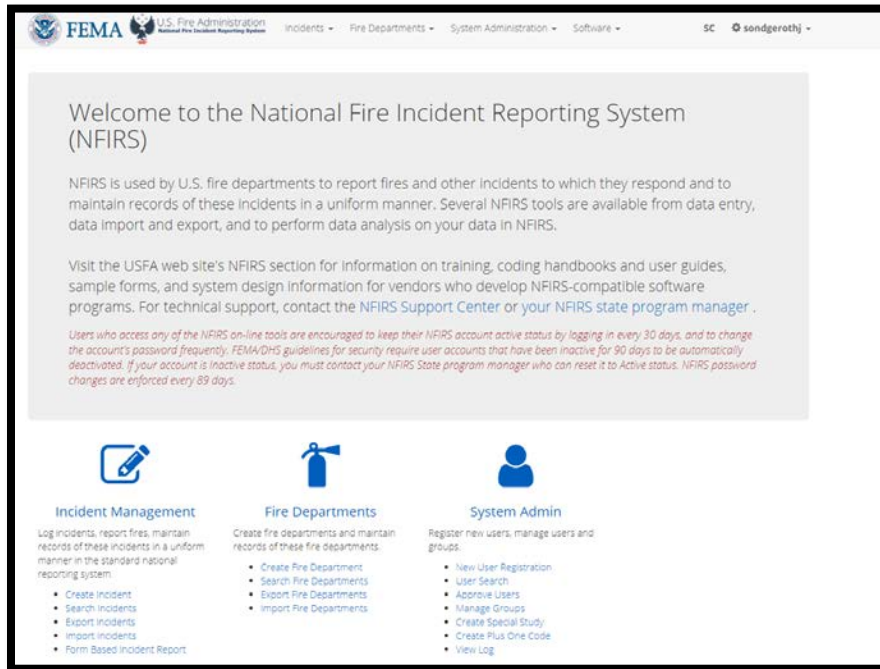 FEMA U.S. Fire Administration
National Fire Incident Reporting System
Incidents Fire Departments System Administration Software SC sondgerothj
Welcome to the National Fire Incident Reporting System
(NFIRS)
NFIRS is used by U.S. fire departments to report fires and other incidents to which they respond and to
maintain records of these incidents in a uniform manner. Several NFIRS tools are available from data entry,
data import and export, and to perform data analysis on your data in NFIRS.
Visit the USFA web site's NFIRS section for information on training, coding handbooks and user guides,
sample forms, and system design information for vendors who develop NFIRS-compatible software
programs. For technical support, contact the NFIRS Support Center or your NFIRS state program manager .
Users who access any of the NFIRS on-line tools are encouraged to keep their NFIRS account active status by logging in every 30 days, and to change
the account's password frequently. FEMA/DHS guidelines for security require user accounts that have been inactive for 90 days to be automatically
deactivated. If your account is Inactive status, you must contact your NFIRS State program manager who can reset it to Active status. NFIRS password
changes are enforced every 89 days.
Incident Management
Log incidents, report fires, maintain
records of these incidents in a uniform
manner in the standard national
reporting system.
Create Incident
Search Incidents
Export Incidents
Import Incidents
Form Based Incident Report
Fire Departments
Create fire departments and maintain
records of these fire departments.
Create Fire Department
Search Fire Departments
Export Fire Departments
Import Fire Departments
System Admin
Register new users, manage users and
groups.
New User Registration
User Search
Approve Users
Manage Groups
Create Special Study
Create Plus One Code
View Log